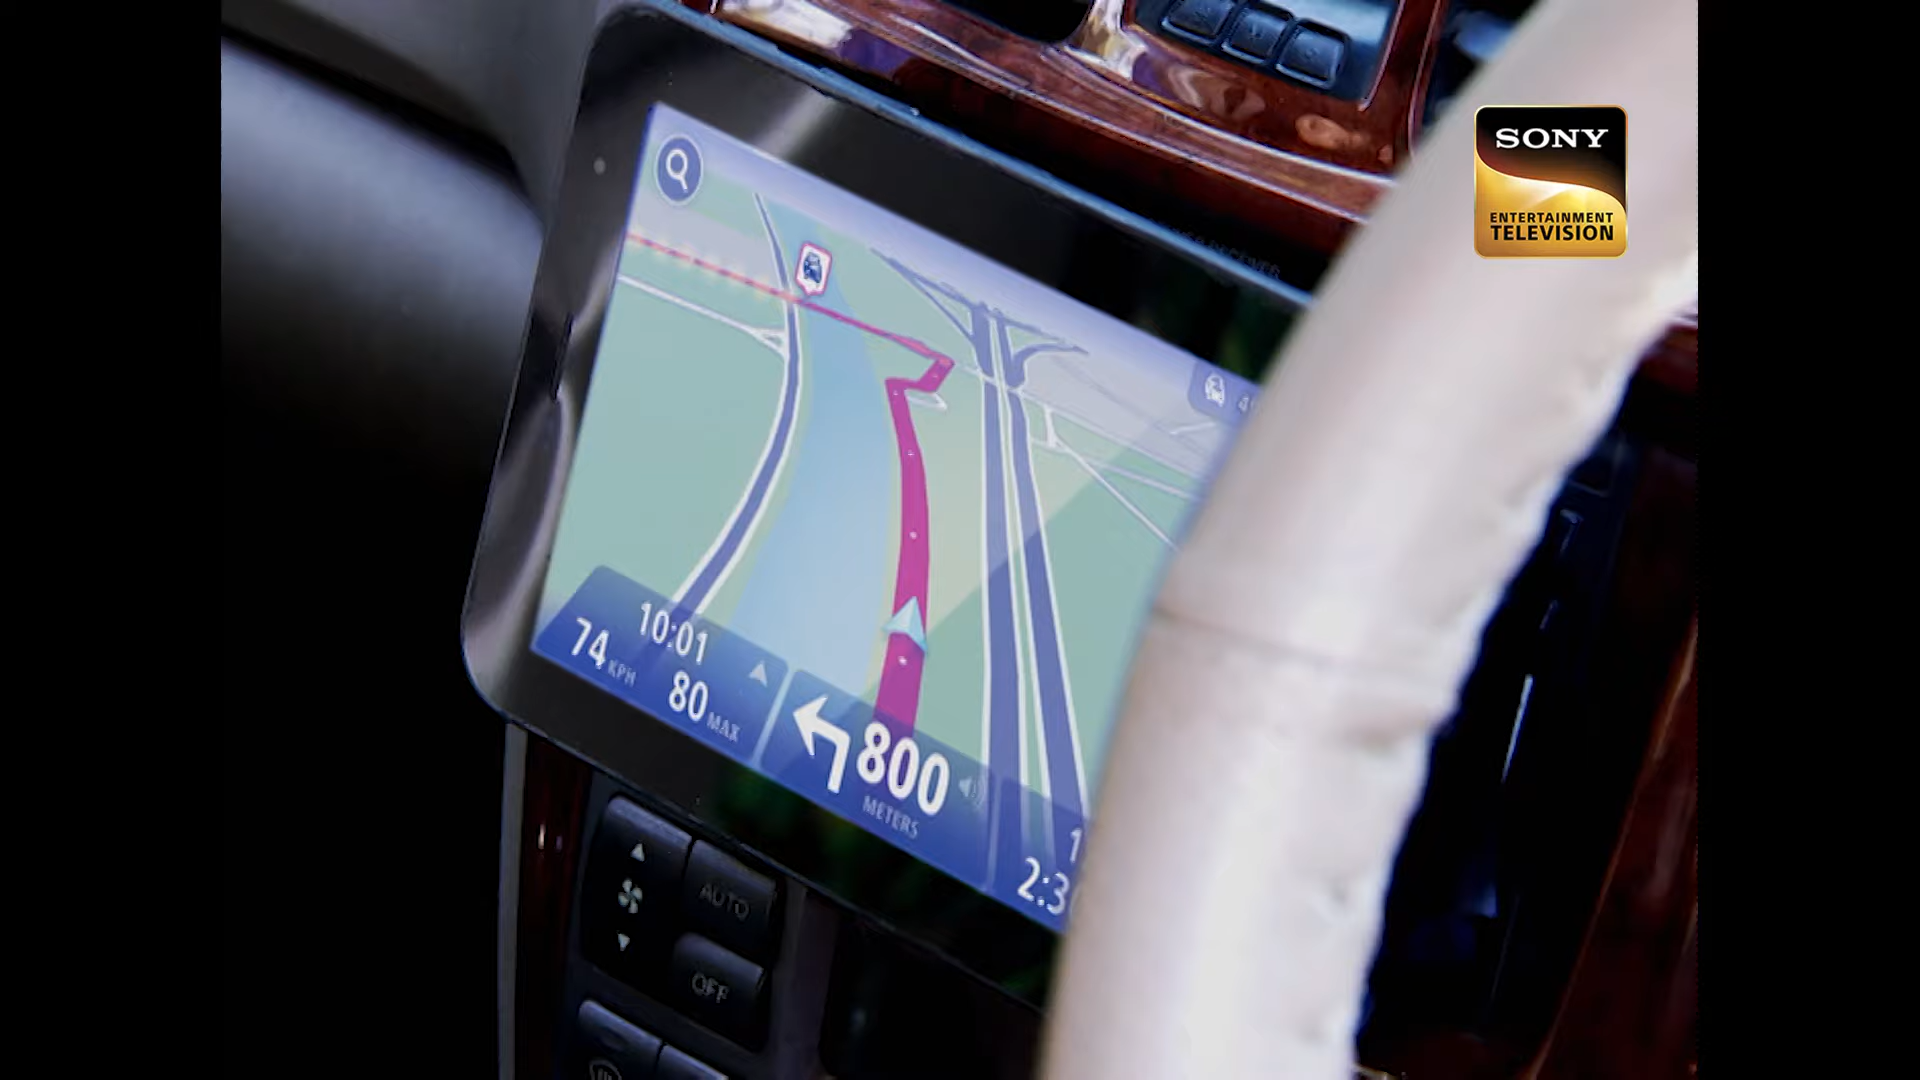 SONY
ENTERTAINMENT
TELEVISION
10:01
74 KPH
80 MAX
800
METERS
AUTO
OFF